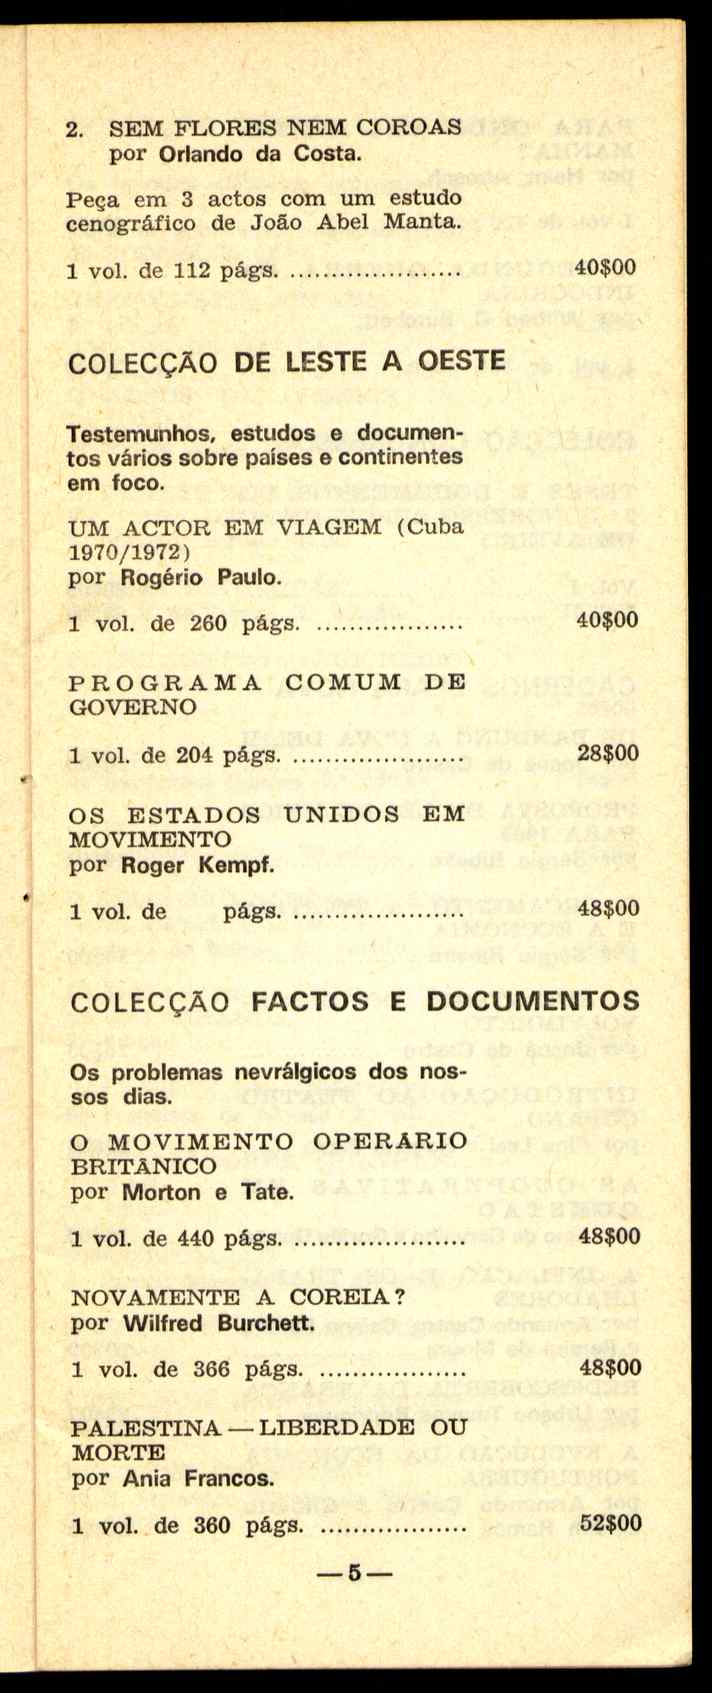 2. SEM FLORES NEM COROAS
por Orlando da Costa.
Peça em 3 actos com um estudo
cenográfico de João Abel Manta.
1 vol. de 112 págs. ..................... 40$00
COLECÇÃO DE LESTE A OESTE
Testemunhos, estudos e documen-
tos vários sobre países e continentes
em foco.
UM ACTOR EM VIAGEM (Cuba
1970/1972)
por Rogério Paulo.
1 vol. de 260 págs. .................. 40$00
PROGRAMA COMUM DE
GOVERNO
1 vol. de 204 págs. ..................... 28$00
OS ESTADOS UNIDOS EM
MOVIMENTO
por Roger Kempf.
1 vol. de págs. ..................... 48$00
COLECÇÃO FACTOS E DOCUMENTOS
Os problemas nevrálgicos dos nos-
sos dias.
O MOVIMENTO OPERARIO
BRITÂNICO
por Morton e Tate.
1 vol. de 440 págs. ..................... 48$00
NOVAMENTE A COREIA?
por Wilfred Burchett.
1 vol. de 366 págs. .................. 48$00
PALESTINA — LIBERDADE OU
MORTE
por Ania Francos.
1 vol. de 360 págs. .................. 52$00
— 5 —